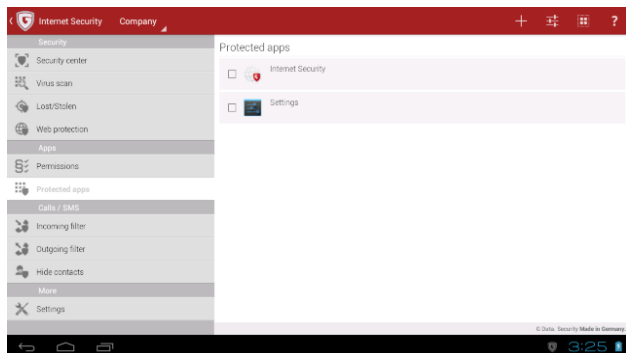 Internet Security Company
?
Security
Security center
Virus scan
Lost/Stolen
Web protection
Apps
Permissions
Protected apps
Calls / SMS
Incoming filter
Outgoing filter
Hide contacts
More
Settings
Protected apps
Internet Security
Settings
© Data. Security Made in Germany.
3:25